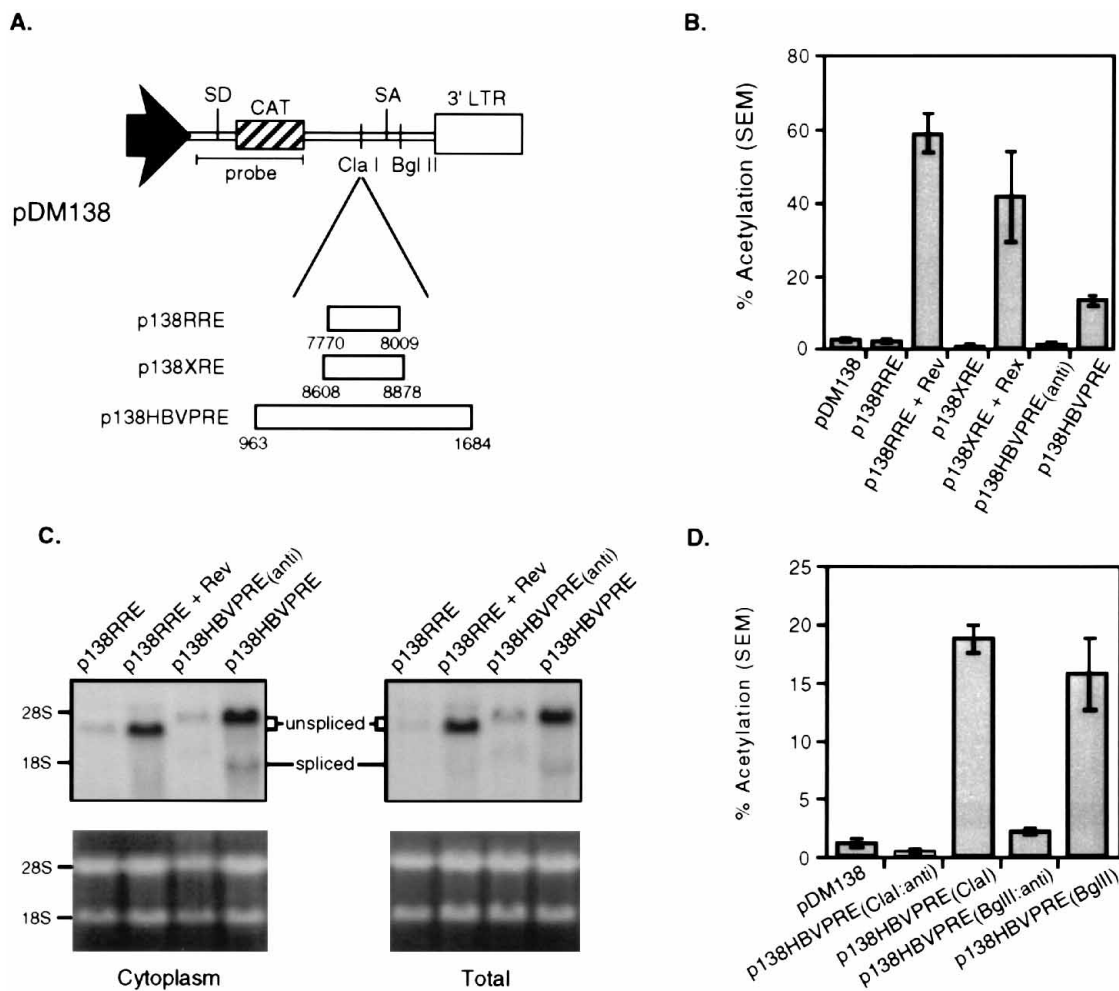 A.
SD
CAT
SA
3' LTR
probe
Cla I
Bgl II
pDM138
p138RRE
7770
8009
p138XRE
8608
8878
p138HBVPRE
963
1684
B.
% Acetylation (SEM)
80
60
40
20
0
pDM138
p138RRE
p138RRE + Rev
p138XRE
p138XRE + Rex
p138HBVPRE(anti)
p138HBVPRE
C.
p138RRE
p138RRE + Rev
p138HBVPRE(anti)
p138HBVPRE
p138RRE
p138RRE + Rev
p138HBVPRE(anti)
p138HBVPRE
28S
18S
unspliced
spliced
28S
18S
Cytoplasm
Total
D.
% Acetylation (SEM)
25
20
15
10
5
0
pDM138
p138HBVPRE(ClaI:anti)
p138HBVPRE(ClaI)
p138HBVPRE(BglII:anti)
p138HBVPRE(BglII)